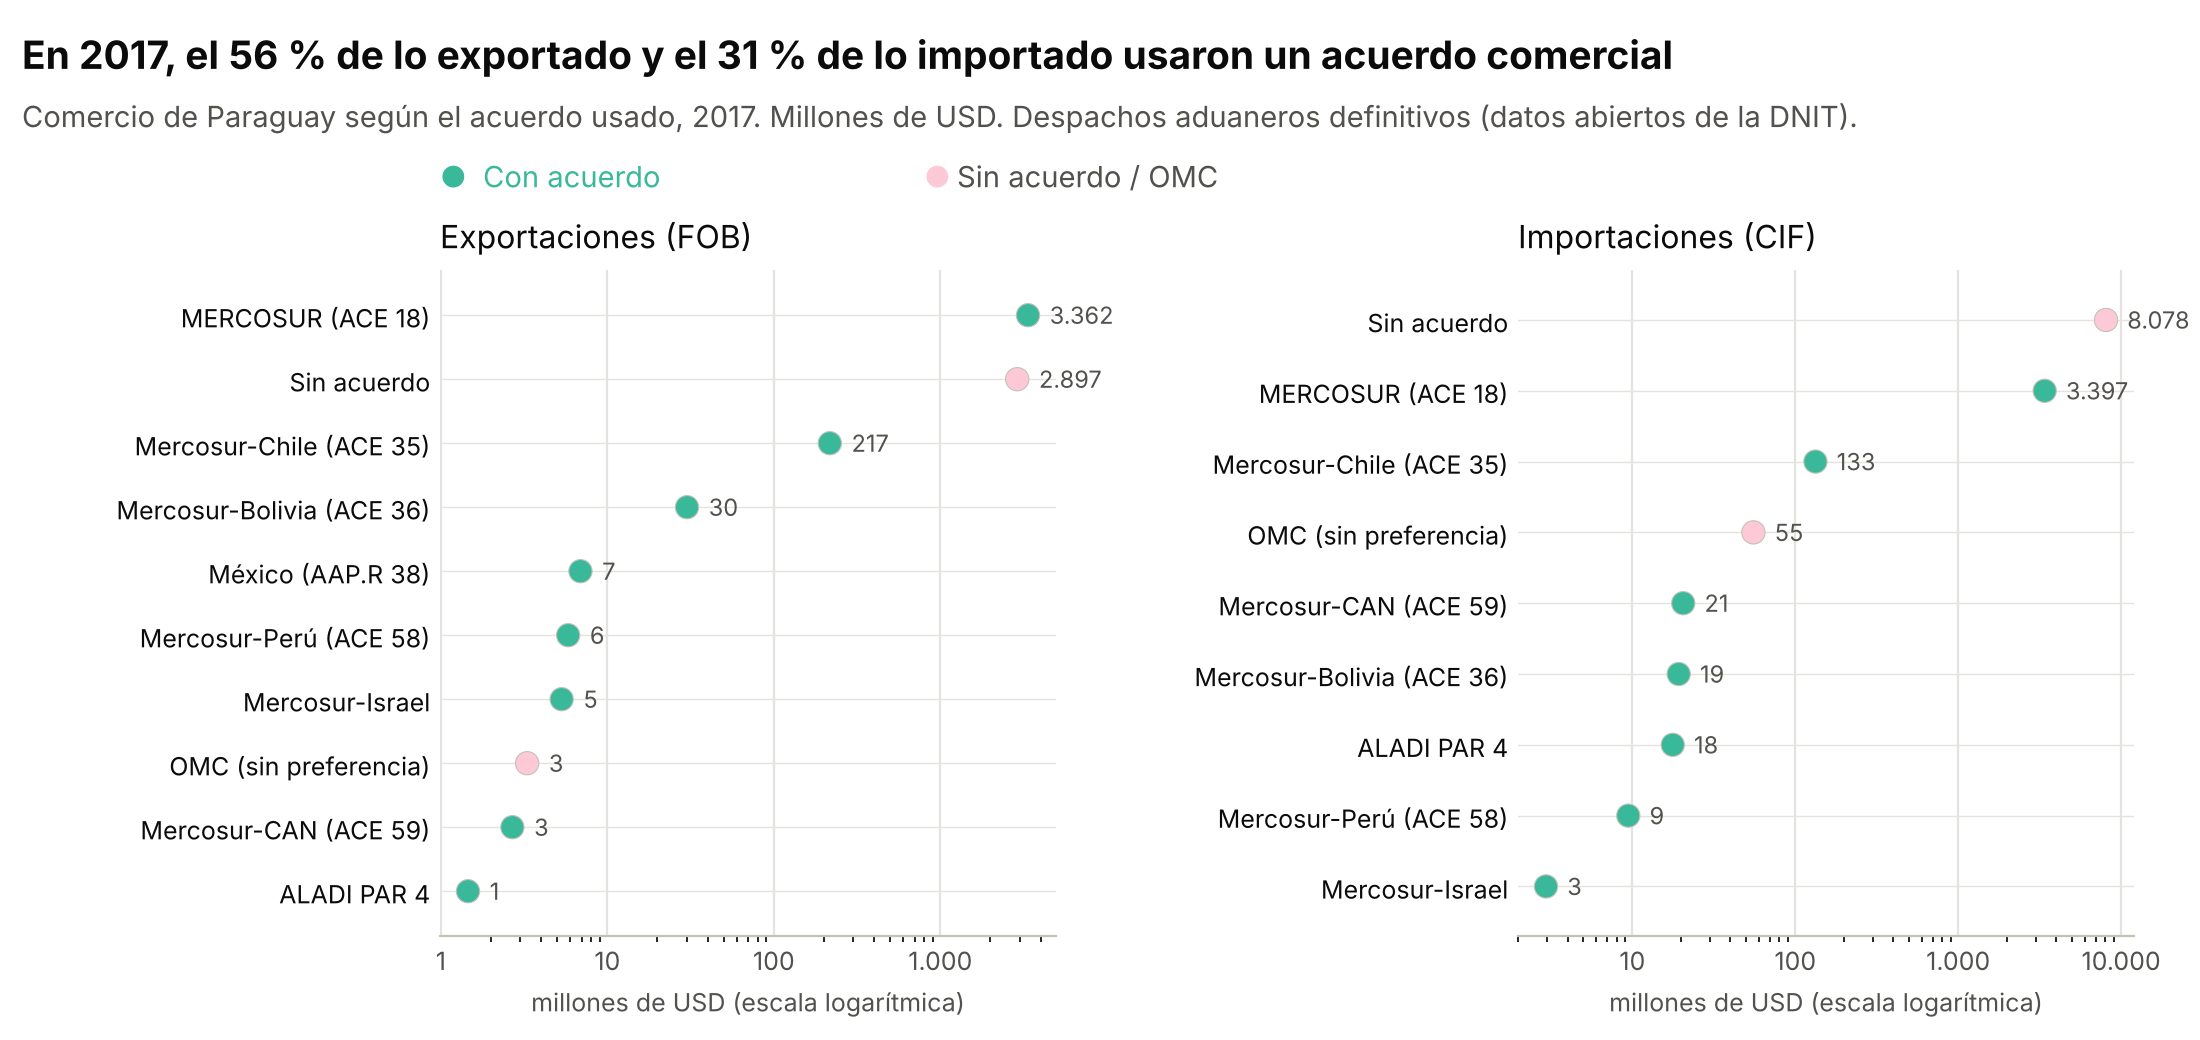 En 2017, el 56 % de lo exportado y el 31 % de lo importado usaron un acuerdo comercial
Comercio de Paraguay según el acuerdo usado, 2017. Millones de USD. Despachos aduaneros definitivos (datos abiertos de la DNIT).
Con acuerdo
Sin acuerdo / OMC
Exportaciones (FOB)
MERCOSUR (ACE 18) 3.362
Sin acuerdo 2.897
Mercosur-Chile (ACE 35) 217
Mercosur-Bolivia (ACE 36) 30
México (AAP.R 38) 7
Mercosur-Perú (ACE 58) 6
Mercosur-Israel 5
OMC (sin preferencia) 3
Mercosur-CAN (ACE 59) 3
ALADI PAR 4 1
1 10 100 1.000
millones de USD (escala logarítmica)
Importaciones (CIF)
Sin acuerdo 8.078
MERCOSUR (ACE 18) 3.397
Mercosur-Chile (ACE 35) 133
OMC (sin preferencia) 55
Mercosur-CAN (ACE 59) 21
Mercosur-Bolivia (ACE 36) 19
ALADI PAR 4 18
Mercosur-Perú (ACE 58) 9
Mercosur-Israel 3
10 100 1.000 10.000
millones de USD (escala logarítmica)